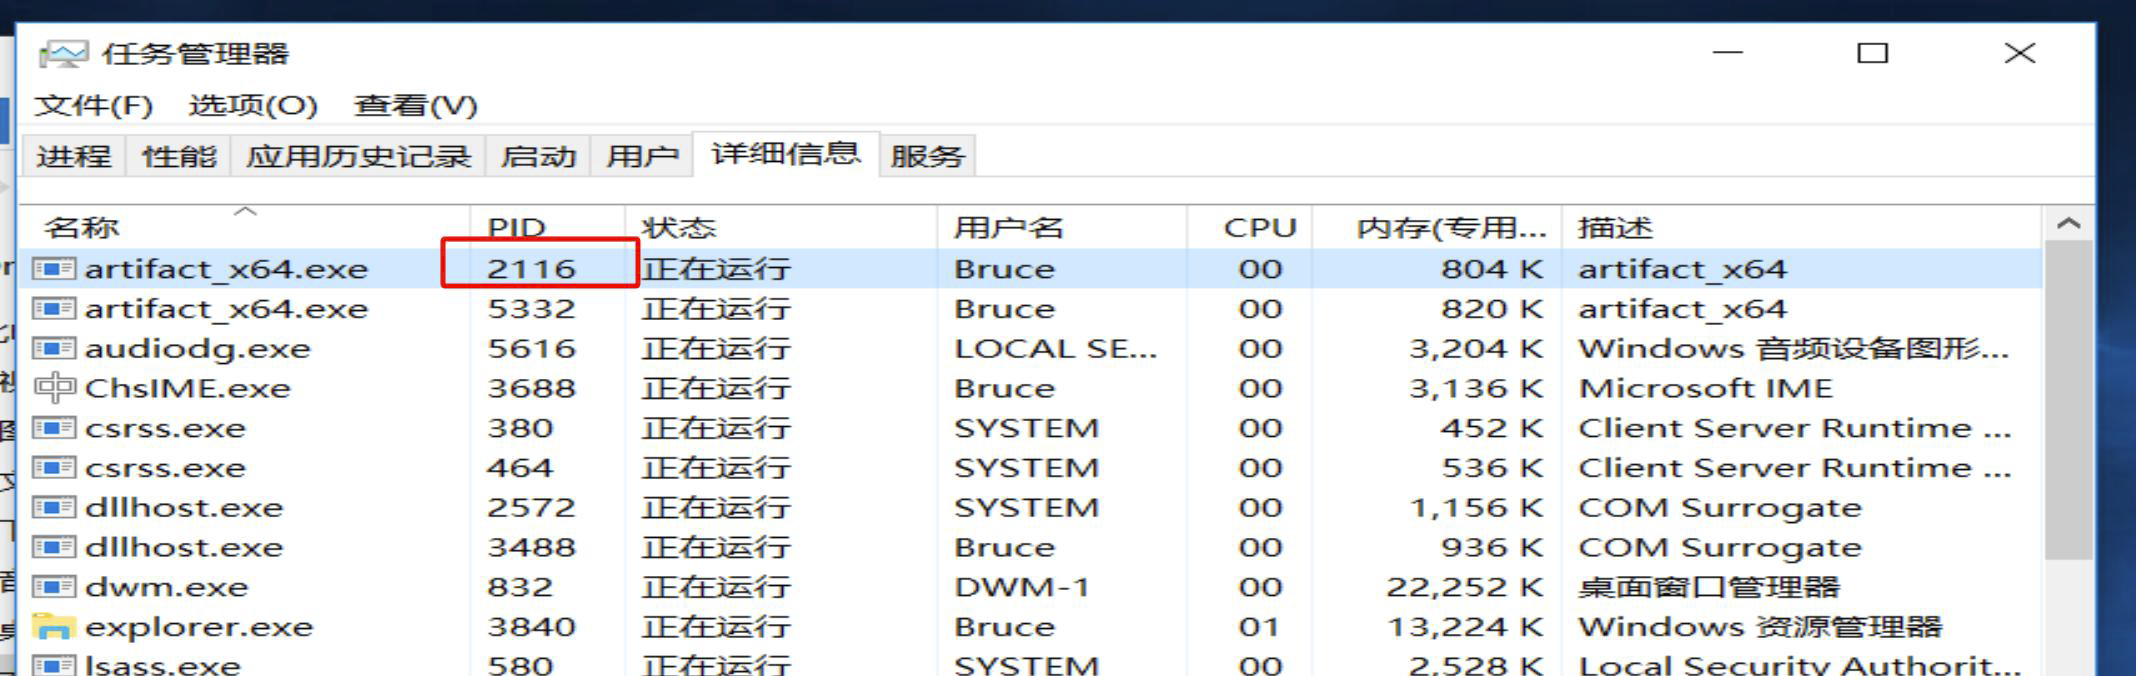 任务管理器
文件(F) 选项(O) 查看(V)
进程 性能 应用历史记录 启动 用户 详细信息 服务
名称 PID 状态 用户名 CPU 内存(专用... 描述
artifact_x64.exe 2116 正在运行 Bruce 00 804 K artifact_x64
artifact_x64.exe 5332 正在运行 Bruce 00 820 K artifact_x64
audiodg.exe 5616 正在运行 LOCAL SE... 00 3,204 K Windows 音频设备图形...
ChsIME.exe 3688 正在运行 Bruce 00 3,136 K Microsoft IME
csrss.exe 380 正在运行 SYSTEM 00 452 K Client Server Runtime ...
csrss.exe 464 正在运行 SYSTEM 00 536 K Client Server Runtime ...
dllhost.exe 2572 正在运行 SYSTEM 00 1,156 K COM Surrogate
dllhost.exe 3488 正在运行 Bruce 00 936 K COM Surrogate
dwm.exe 832 正在运行 DWM-1 00 22,252 K 桌面窗口管理器
explorer.exe 3840 正在运行 Bruce 01 13,224 K Windows 资源管理器
lsass.exe 580 正在运行 SYSTEM 00 2,528 K Local Security Authorit...